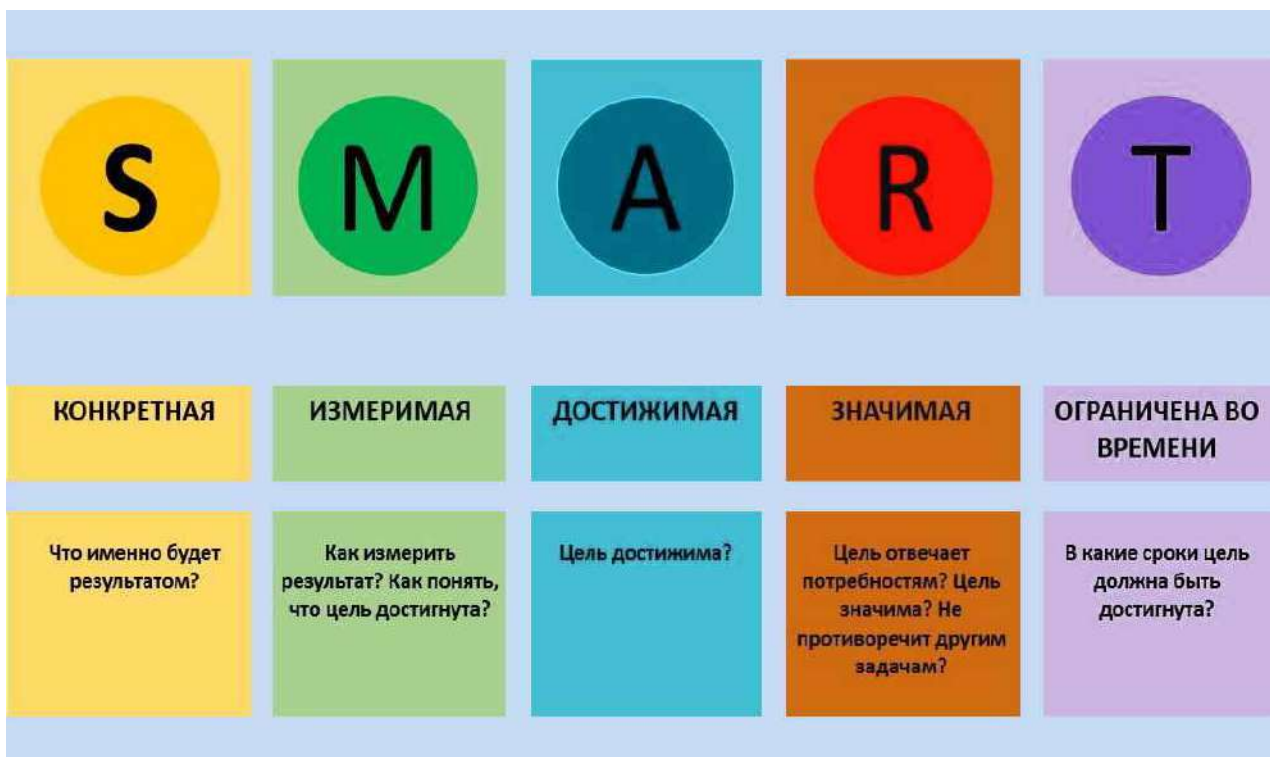 S
M
A
R
T
КОНКРЕТНАЯ
ИЗМЕРИМАЯ
ДОСТИЖИМАЯ
ЗНАЧИМАЯ
ОГРАНИЧЕНА ВО
ВРЕМЕНИ
Что именно будет
результатом?
Как измерить
результат? Как понять,
что цель достигнута?
Цель достижима?
Цель отвечает
потребностям? Цель
значима? Не
противоречит другим
задачам?
В какие сроки цель
должна быть
достигнута?